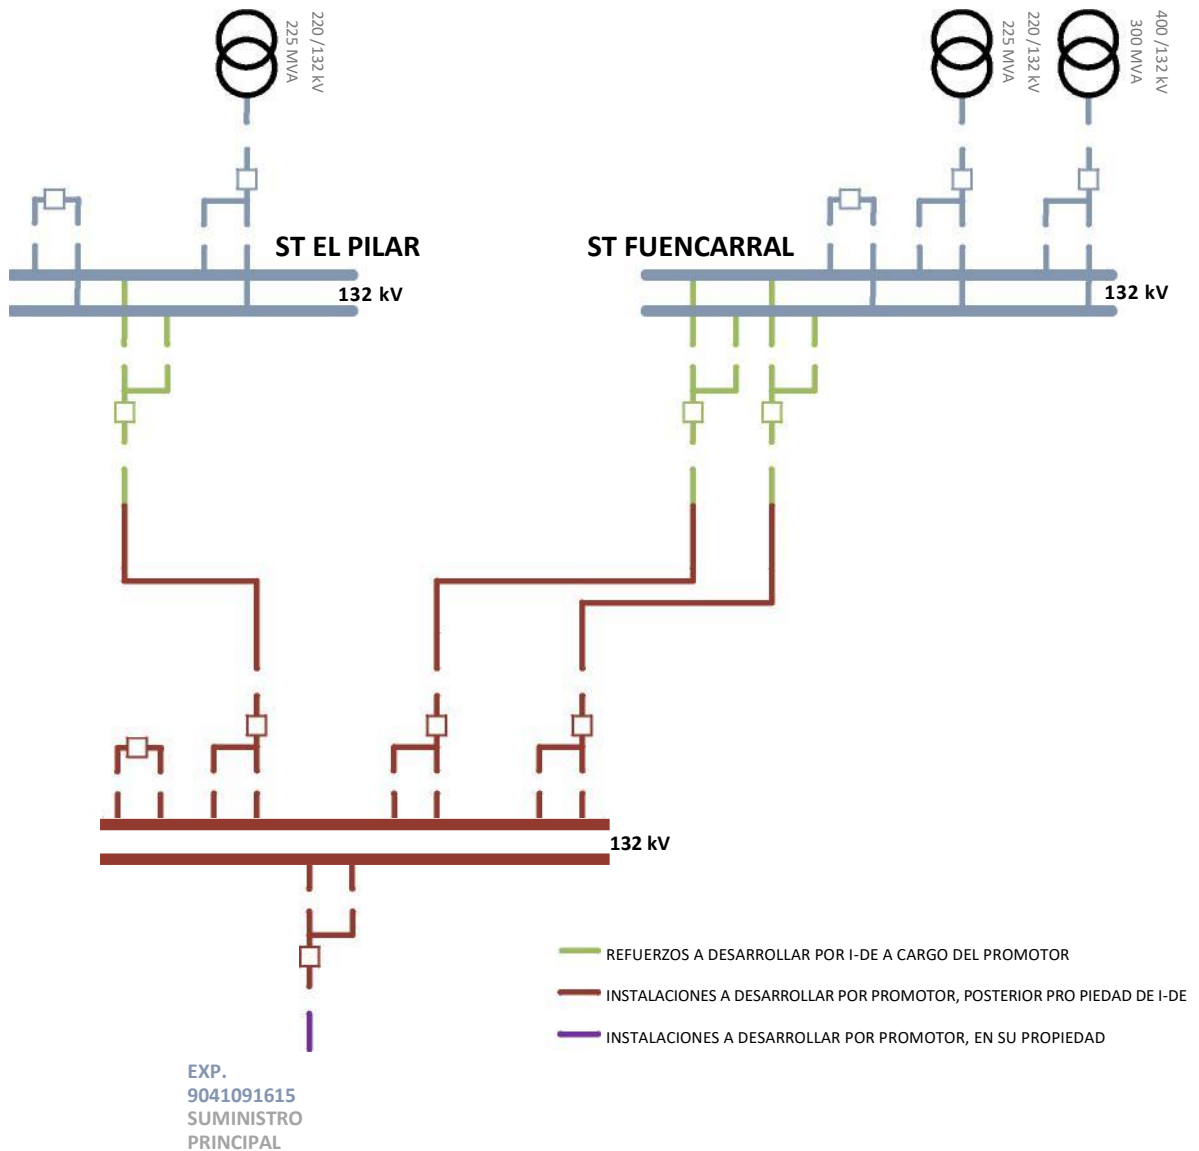 220 /132 kV
225 MVA
220 /132 kV
225 MVA
400 /132 kV
300 MVA
ST EL PILAR
ST FUENCARRAL
132 kV
132 kV
132 kV
REFUERZOS A DESARROLLAR POR I-DE A CARGO DEL PROMOTOR
INSTALACIONES A DESARROLLAR POR PROMOTOR, POSTERIOR PRO PIEDAD DE I-DE
INSTALACIONES A DESARROLLAR POR PROMOTOR, EN SU PROPIEDAD
EXP.
9041091615
SUMINISTRO
PRINCIPAL